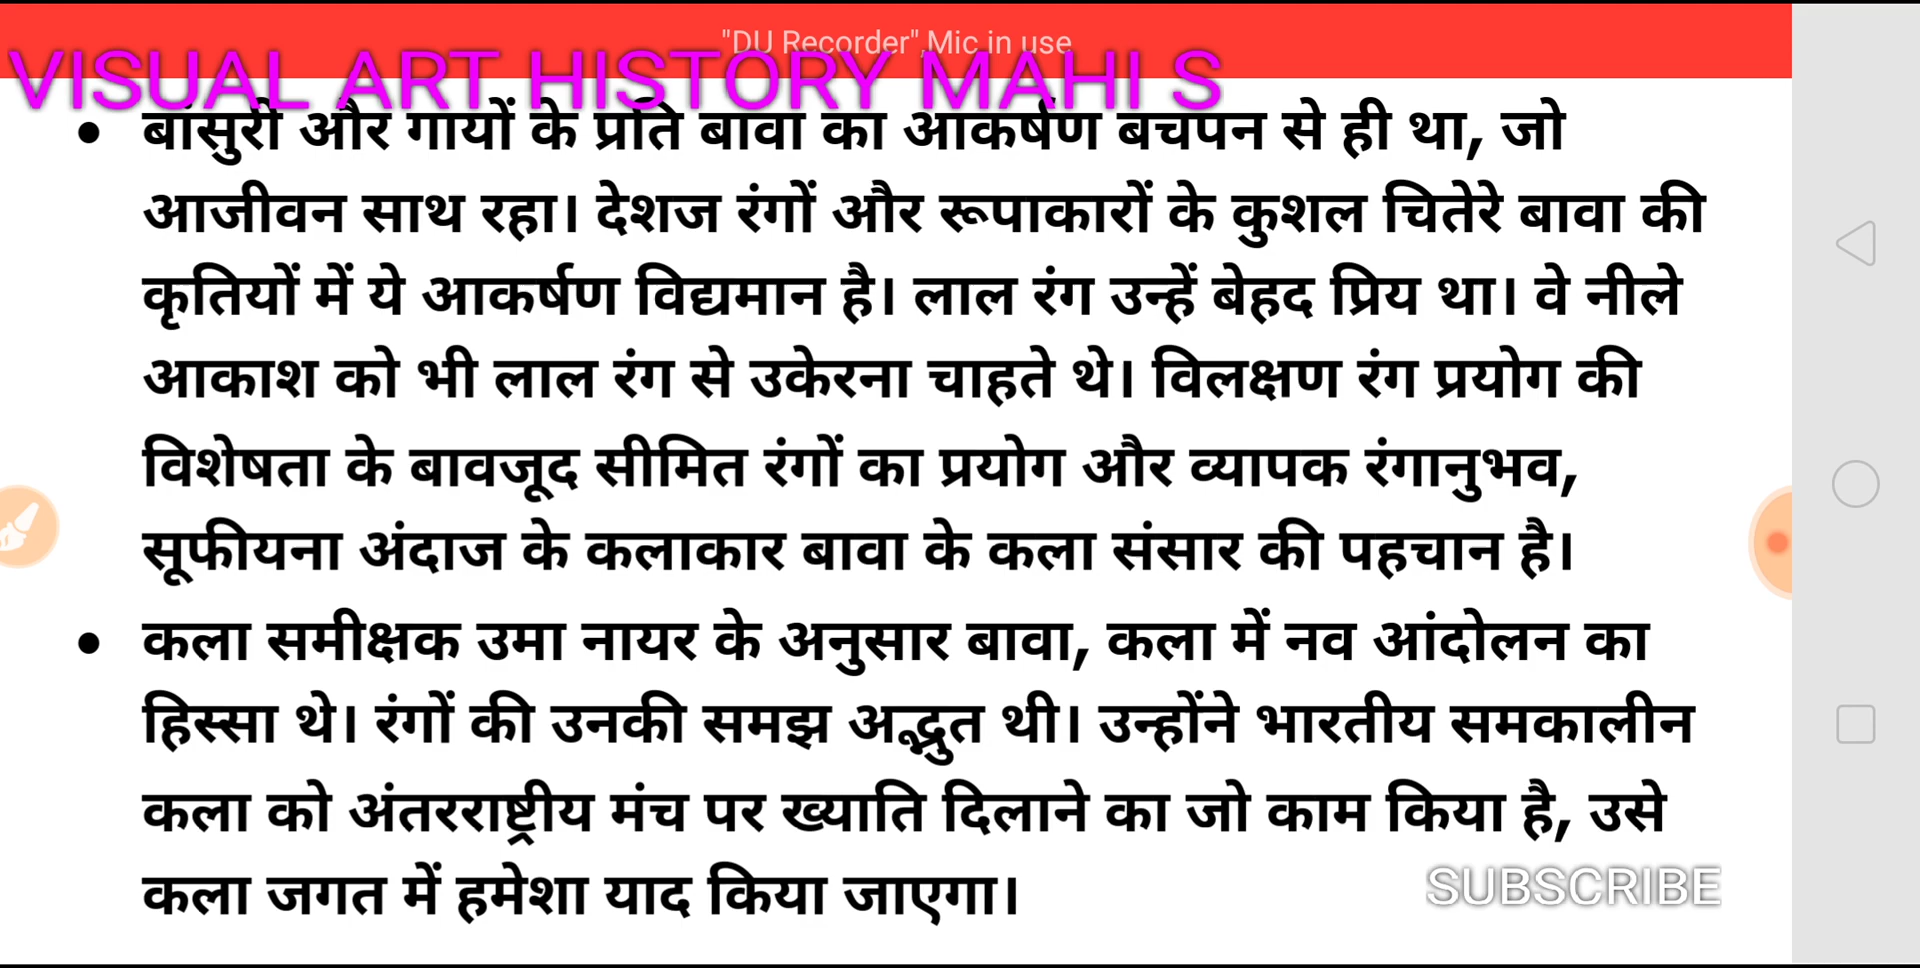 "DU Recorder",Mic in use
VISUAL ART HISTORY MAHI S
• बांसुरी और गायों के प्रति बावा का आकर्षण बचपन से ही था, जो
आजीवन साथ रहा। देशज रंगों और रूपाकारों के कुशल चितेरे बावा की
कृतियों में ये आकर्षण विद्यमान है। लाल रंग उन्हें बेहद प्रिय था। वे नीले
आकाश को भी लाल रंग से उकेरना चाहते थे। विलक्षण रंग प्रयोग की
विशेषता के बावजूद सीमित रंगों का प्रयोग और व्यापक रंगानुभव,
सूफीयना अंदाज के कलाकार बावा के कला संसार की पहचान है।
• कला समीक्षक उमा नायर के अनुसार बावा, कला में नव आंदोलन का
हिस्सा थे। रंगों की उनकी समझ अद्भुत थी। उन्होंने भारतीय समकालीन
कला को अंतरराष्ट्रीय मंच पर ख्याति दिलाने का जो काम किया है, उसे
कला जगत में हमेशा याद किया जाएगा।
SUBSCRIBE